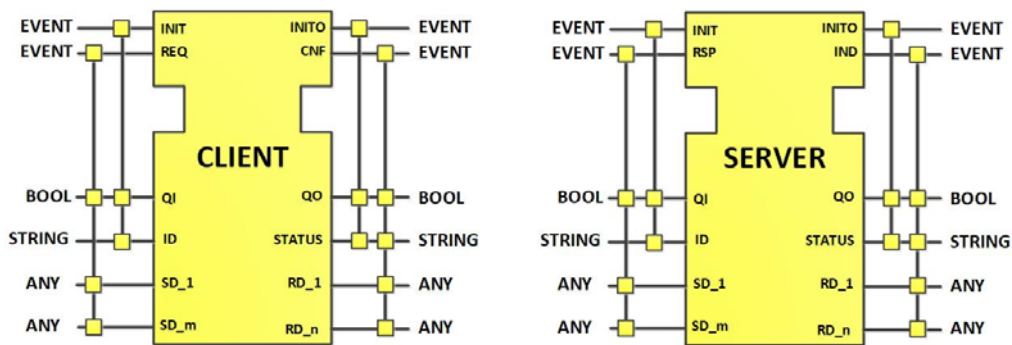 EVENT INIT INITO EVENT
EVENT REQ CNF EVENT
CLIENT
BOOL QI QO BOOL
STRING ID STATUS STRING
ANY SD_1 RD_1 ANY
ANY SD_m RD_n ANY
EVENT INIT INITO EVENT
EVENT RSP IND EVENT
SERVER
BOOL QI QO BOOL
STRING ID STATUS STRING
ANY SD_1 RD_1 ANY
ANY SD_m RD_n ANY